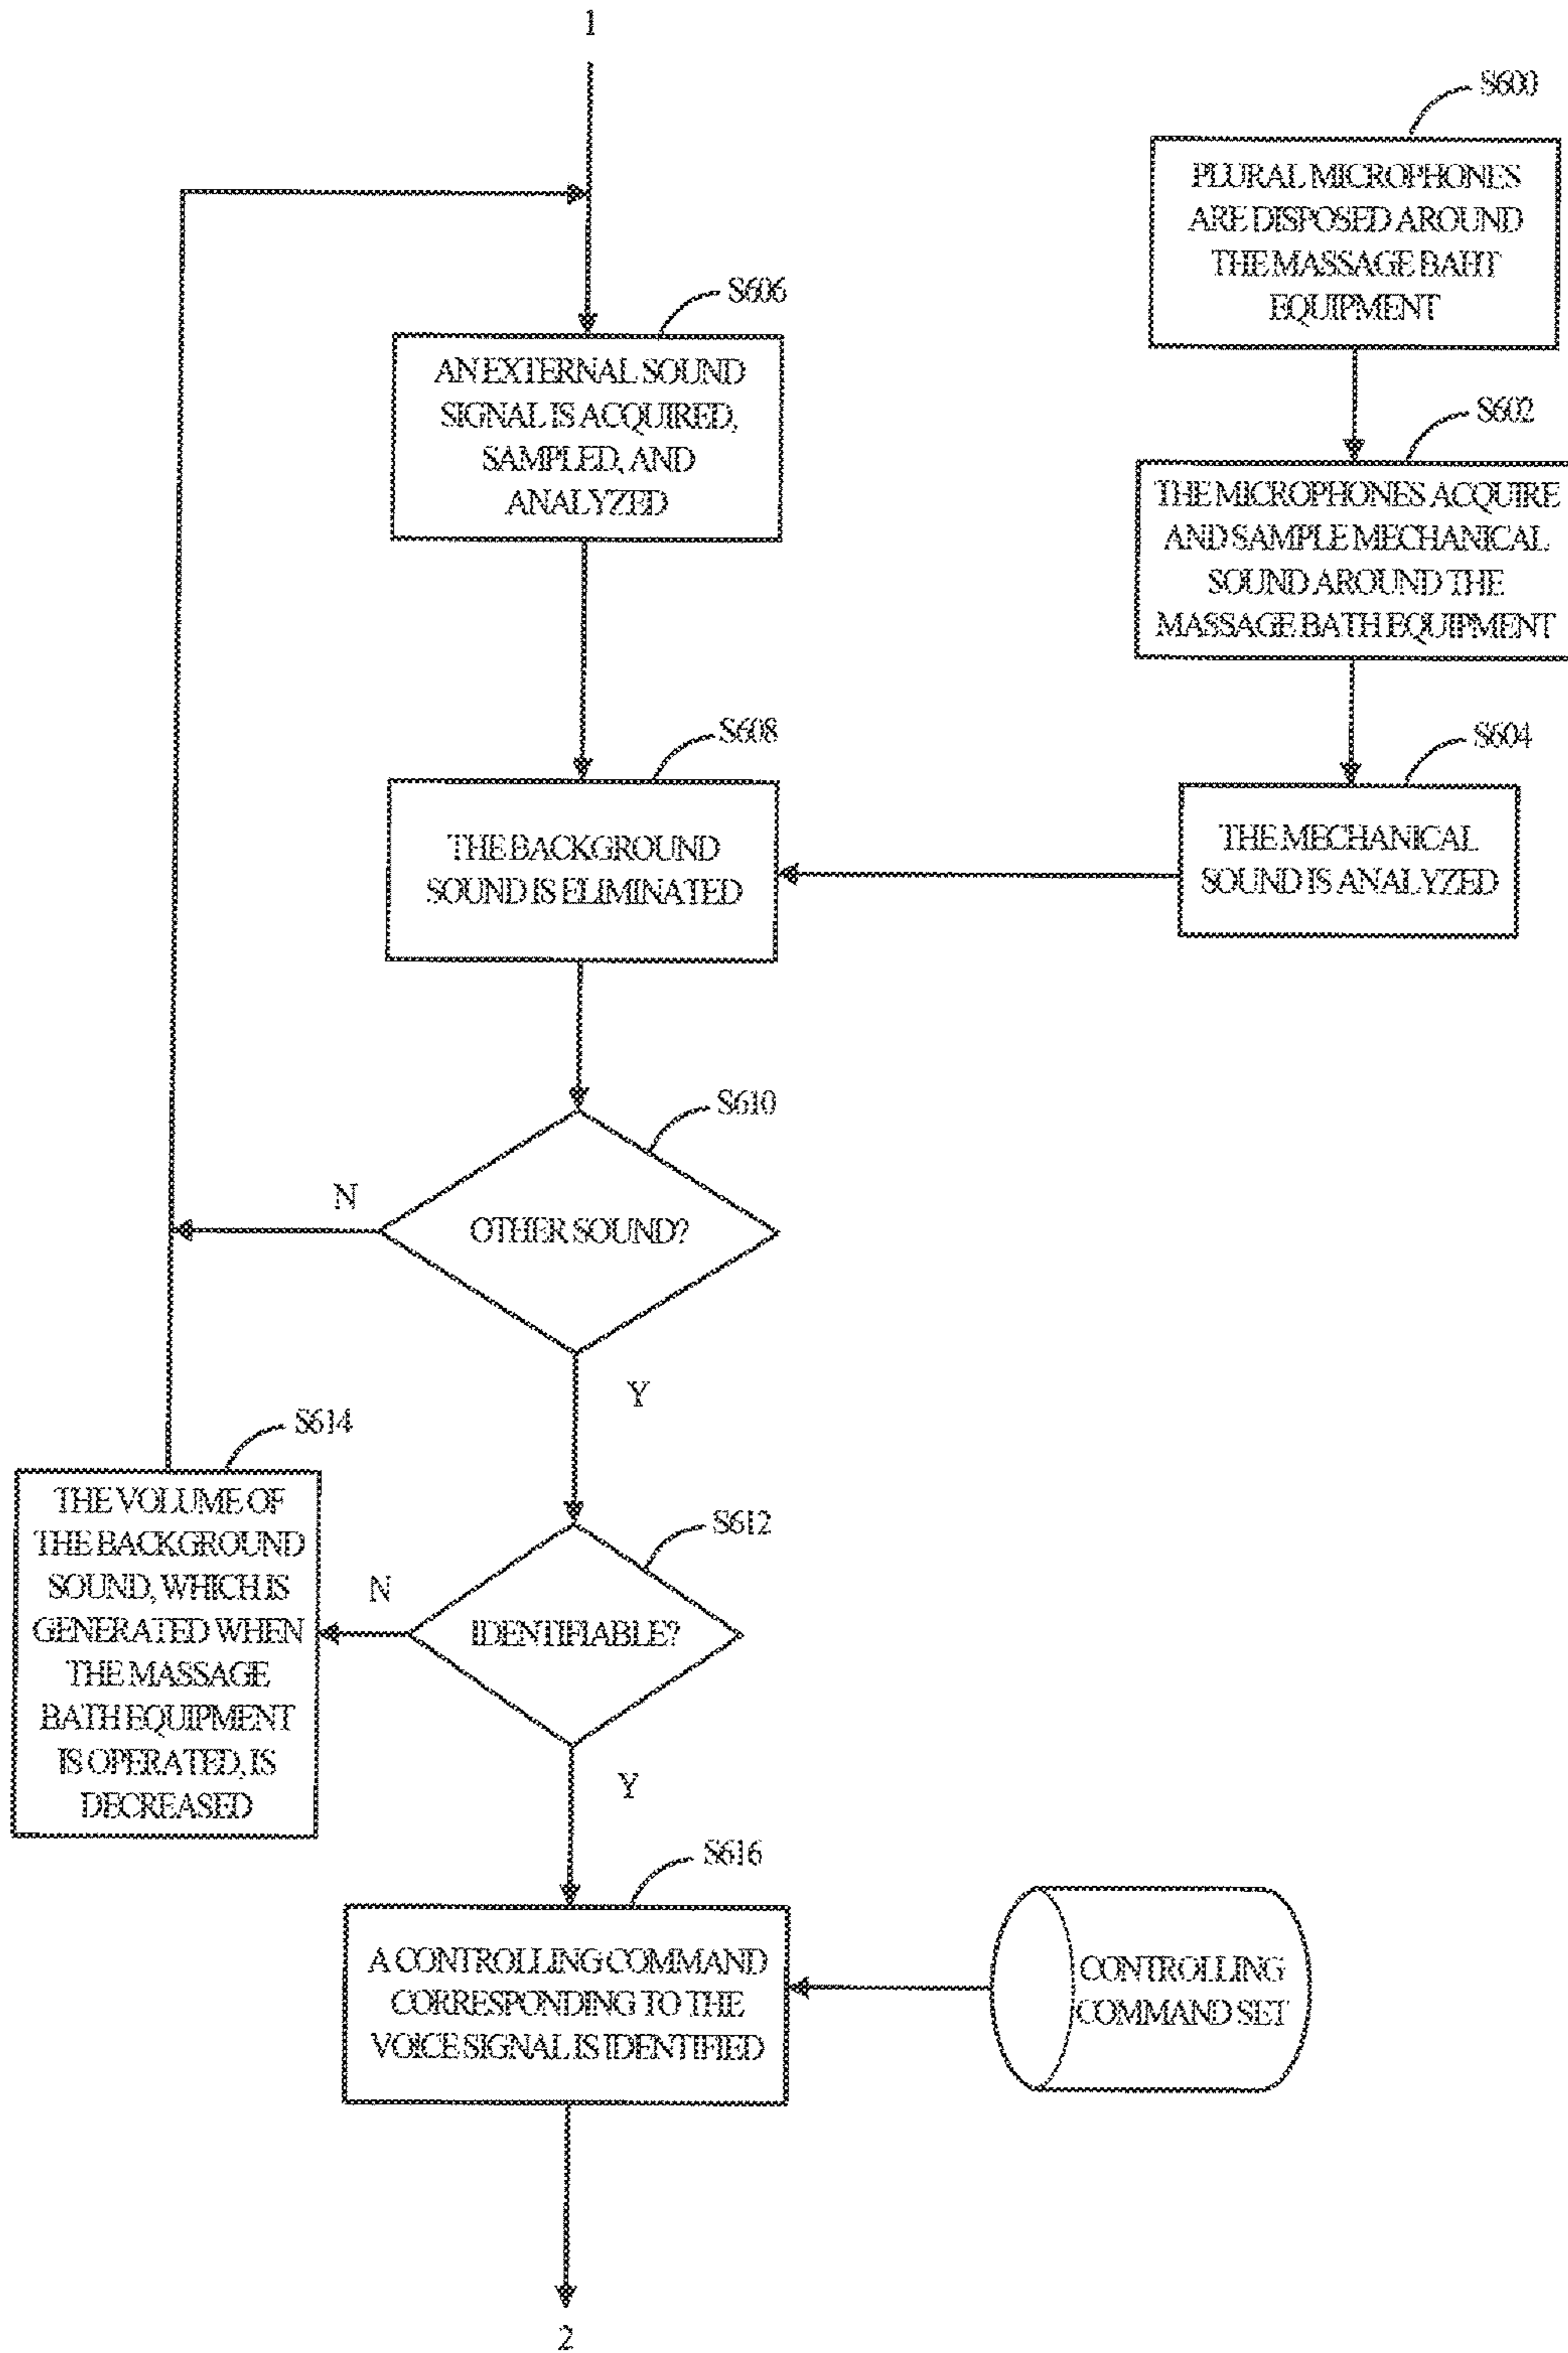 1
S600
PLURAL MICROPHONES
ARE DISPOSED AROUND
THE MASSAGE BAHT
EQUIPMENT
S606
AN EXTERNAL SOUND
SIGNAL IS ACQUIRED,
SAMPLED, AND
ANALYZED
S602
THE MICROPHONES ACQUIRE
AND SAMPLE MECHANICAL
SOUND AROUND THE
MASSAGE BATH EQUIPMENT
S608
THE BACKGROUND
SOUND IS ELIMINATED
S604
THE MECHANICAL
SOUND IS ANALYZED
S610
OTHER SOUND?
N
Y
S614
THE VOLUME OF
THE BACKGROUND
SOUND, WHICH IS
GENERATED WHEN
THE MASSAGE
BATH EQUIPMENT
IS OPERATED, IS
DECREASED
S612
IDENTIFIABLE?
N
Y
S616
A CONTROLLING COMMAND
CORRESPONDING TO THE
VOICE SIGNAL IS IDENTIFIED
CONTROLLING
COMMAND SET
2